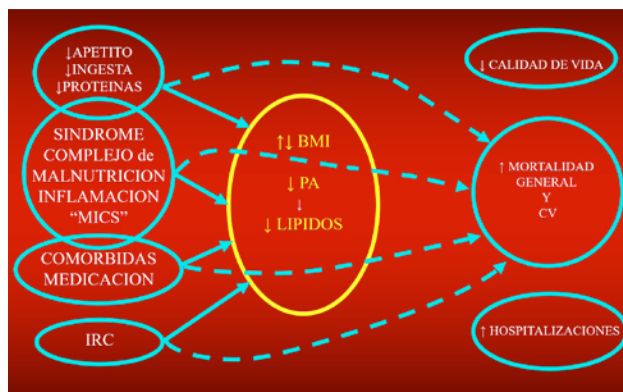 ↓APETITO
↓INGESTA
↓PROTEINAS
SINDROME
COMPLEJO de
MALNUTRICION
INFLAMACION
“MICS”
COMORBIDAS
MEDICACION
IRC
↑↓ BMI
↓ PA
↓
↓ LIPIDOS
↓ CALIDAD DE VIDA
↑ MORTALIDAD
GENERAL
Y
CV
↑ HOSPITALIZACIONES